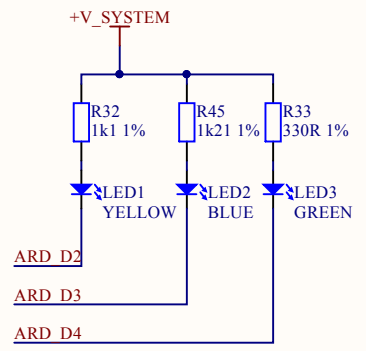 +V_SYSTEM
R32
1k1 1%
R45
1k21 1%
R33
330R 1%
LED1
YELLOW
LED2
BLUE
LED3
GREEN
ARD_D2
ARD_D3
ARD_D4